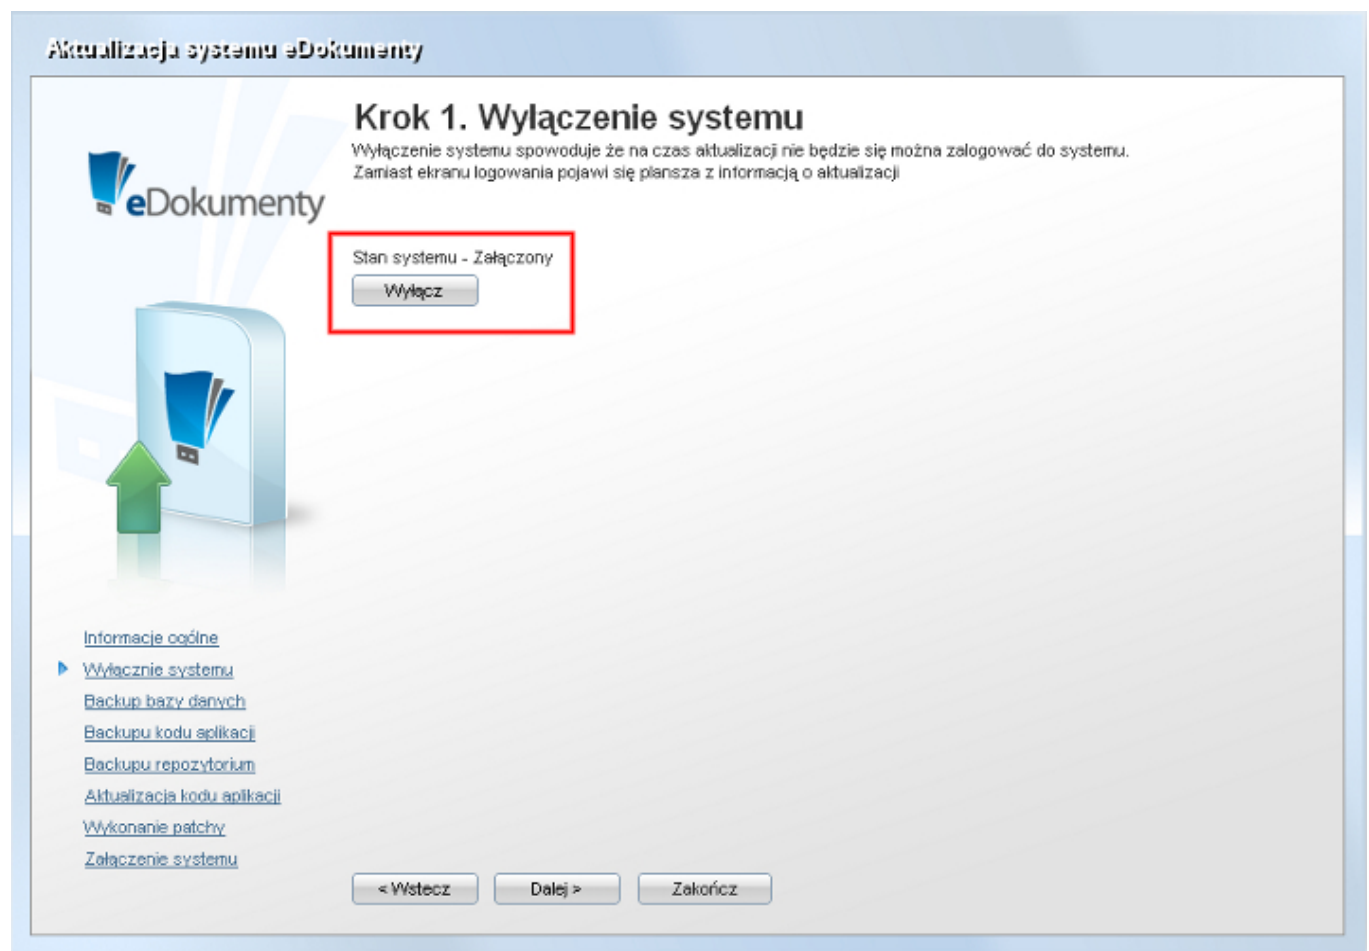 Aktualizacja systemu eDokumenty
Krok 1. Wyłączenie systemu
Wyłączenie systemu spowoduje że na czas aktualizacji nie będzie się można zalogować do systemu.
Zamiast ekranu logowania pojawi się plansza z informacją o aktualizacji
eDokumenty
Stan systemu - Załączony
Wyłącz
Informacje ogólne
Wyłącznie systemu
Backup bazy danych
Backupu kodu aplikacji
Backupu repozytorium
Aktualizacja kodu aplikacji
Wykonanie patchy
Załączenie systemu
< Wstecz
Dalej >
Zakończ